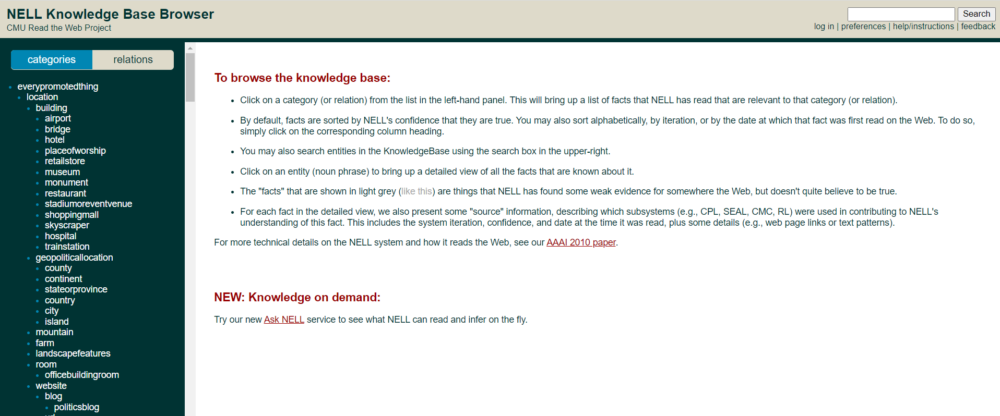 NELL Knowledge Base Browser
CMU Read the Web Project
Search
log in | preferences | help/instructions | feedback
categories
relations
everypromotedthing
location
building
airport
bridge
hotel
placeofworship
retailstore
museum
monument
restaurant
stadiumoreventvenue
shoppingmall
skyscraper
hospital
trainstation
geopoliticallocation
county
continent
stateorprovince
country
city
island
mountain
farm
landscapefeatures
room
officebuildingroom
website
blog
politicsblog
To browse the knowledge base:
Click on a category (or relation) from the list in the left-hand panel. This will bring up a list of facts that NELL has read that are relevant to that category (or relation).
By default, facts are sorted by NELL's confidence that they are true. You may also sort alphabetically, by iteration, or by the date at which that fact was first read on the Web. To do so,
simply click on the corresponding column heading.
You may also search entities in the KnowledgeBase using the search box in the upper-right.
Click on an entity (noun phrase) to bring up a detailed view of all the facts that are known about it.
The "facts" that are shown in light grey (like this) are things that NELL has found some weak evidence for somewhere the Web, but doesn't quite believe to be true.
For each fact in the detailed view, we also present some "source" information, describing which subsystems (e.g., CPL, SEAL, CMC, RL) were used in contributing to NELL's
understanding of this fact. This includes the system iteration, confidence, and date at the time it was read, plus some details (e.g., web page links or text patterns).
For more technical details on the NELL system and how it reads the Web, see our AAAI 2010 paper.
NEW: Knowledge on demand:
Try our new Ask NELL service to see what NELL can read and infer on the fly.